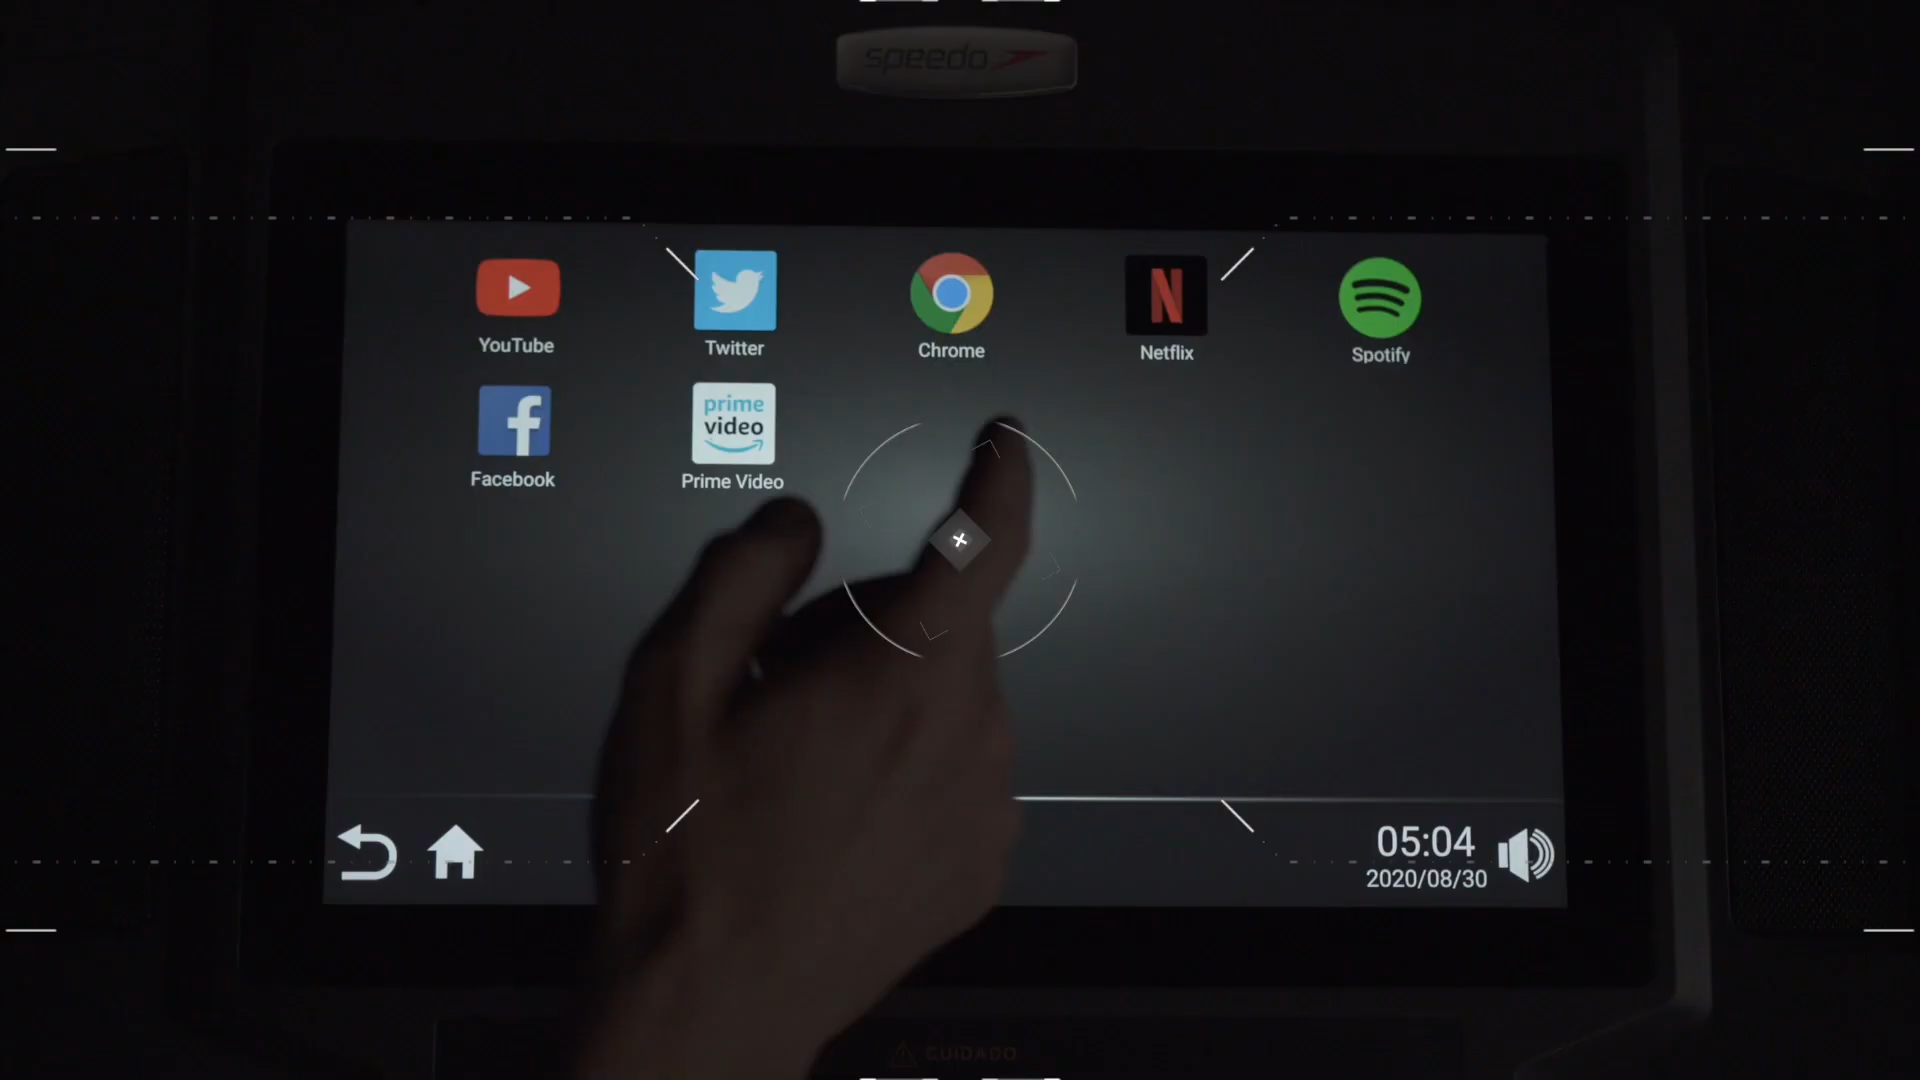 speedo
YouTube
Twitter
Chrome
Netflix
Spotify
Facebook
prime
video
Prime Video
05:04
2020/08/30
CUIDADO